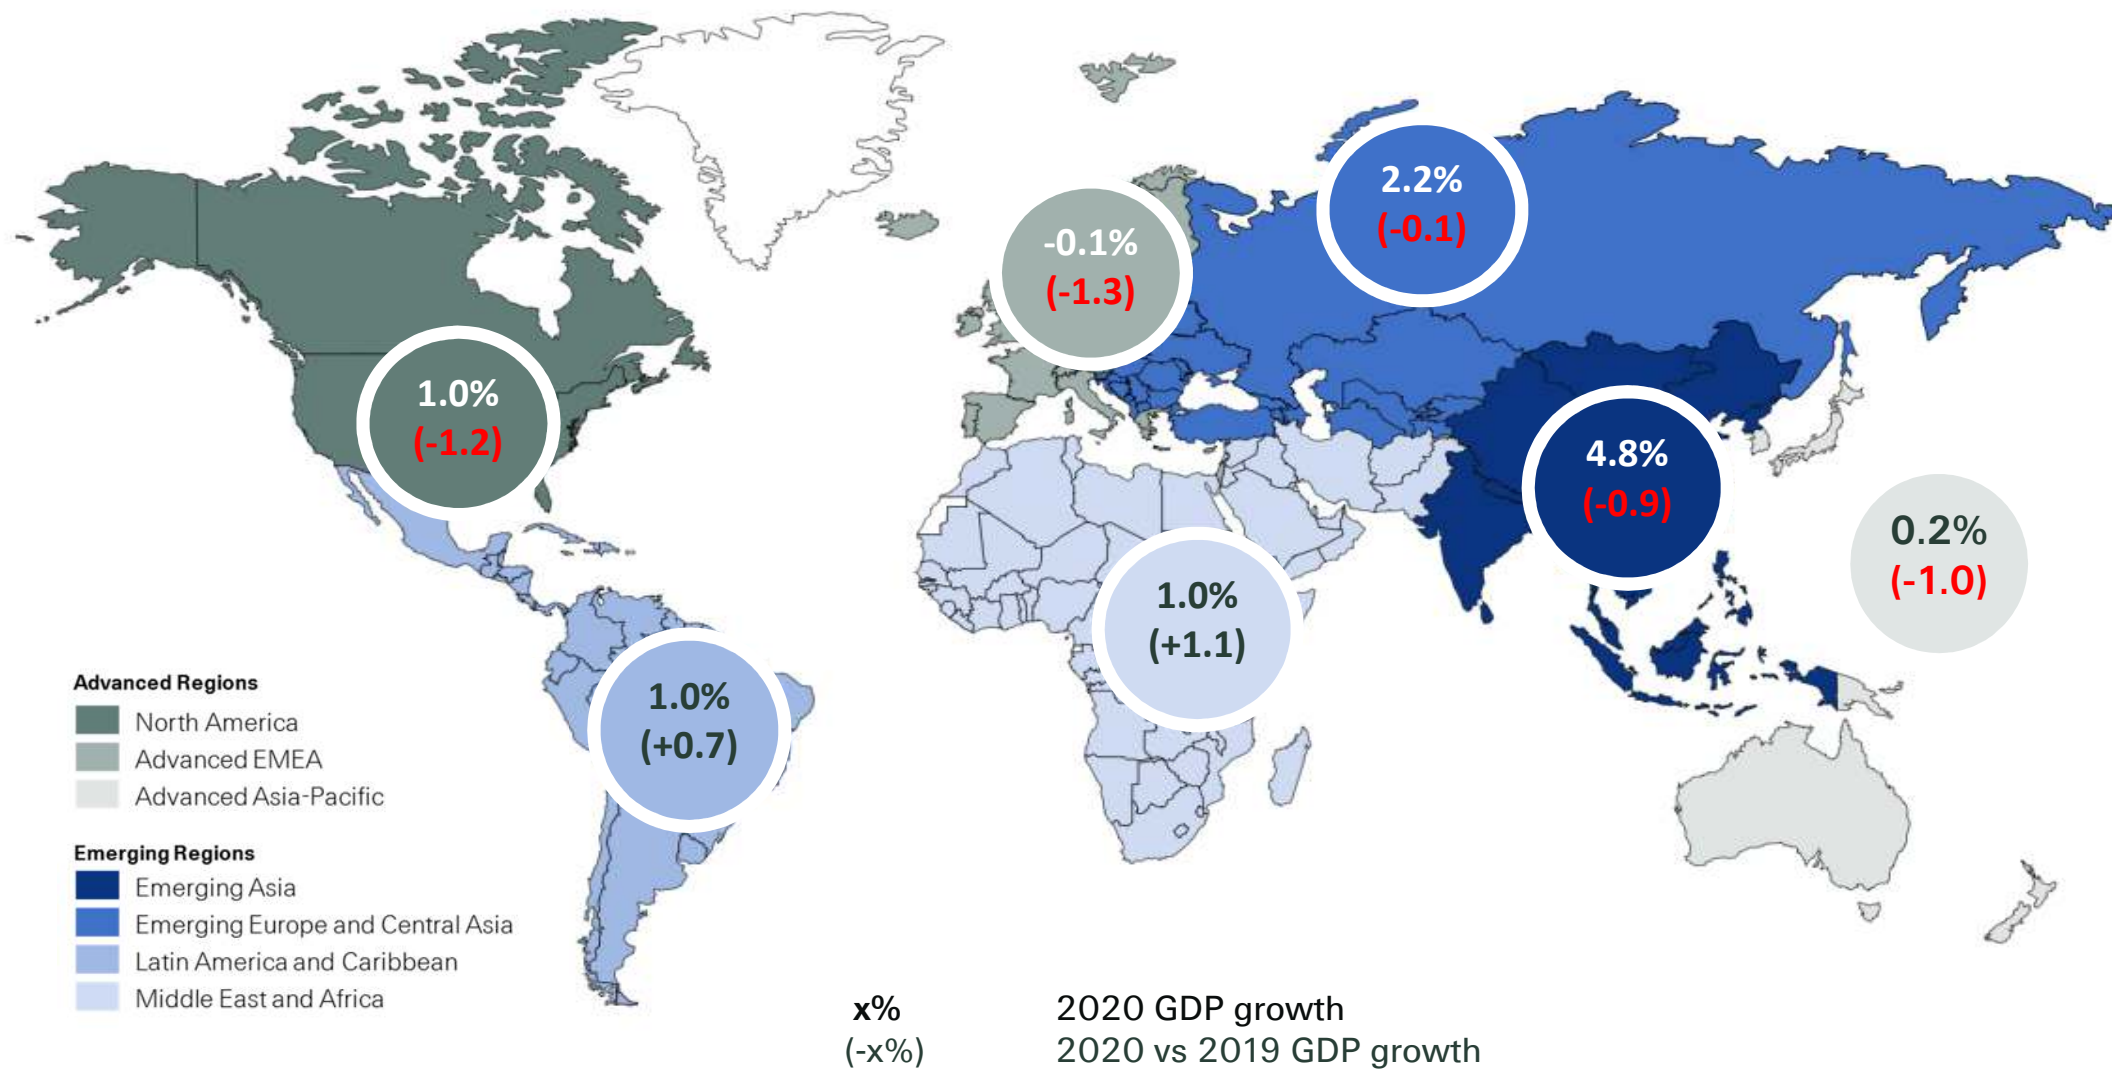 2.2%
(-0.1)
-0.1%
(-1.3)
1.0%
(-1.2)
4.8%
(-0.9)
0.2%
(-1.0)
1.0%
(+1.1)
1.0%
(+0.7)
Advanced Regions
North America
Advanced EMEA
Advanced Asia-Pacific
Emerging Regions
Emerging Asia
Emerging Europe and Central Asia
Latin America and Caribbean
Middle East and Africa
x% 2020 GDP growth
(-x%) 2020 vs 2019 GDP growth